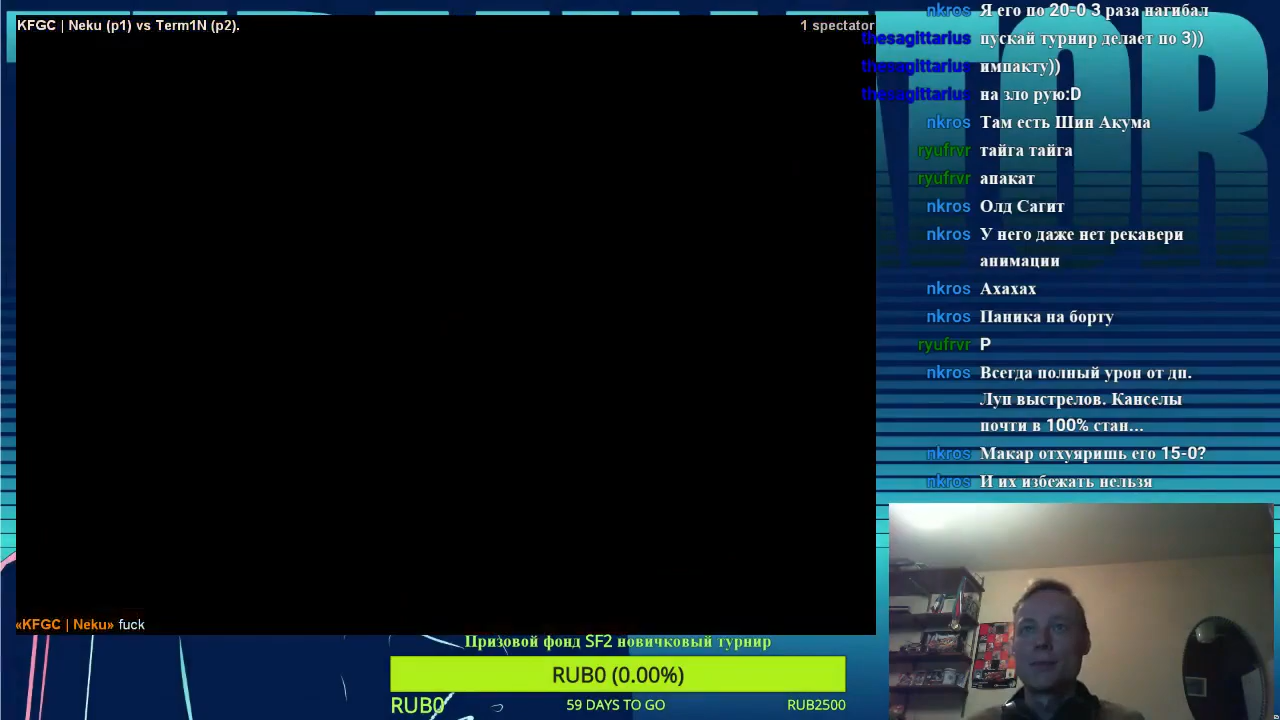 KFGC | Neku (p1) vs Term1N (p2).
1 spectator
nkros Я его по 20-0 3 раза нагибал
thesagittarius пускай турнир делает по 3))
thesagittarius импакту))
thesagittarius на зло рую:D
nkros Там есть Шин Акума
ryufrvr тайга тайга
ryufrvr апакат
nkros Олд Сагит
nkros У него даже нет рекавери
анимации
nkros Ахахах
nkros Паника на борту
ryufrvr Р
nkros Всегда полный урон от дп.
Луп выстрелов. Канселы
почти в 100% стан...
nkros Макар отхуяришь его 15-0?
nkros И их избежать нельзя
«KFGC | Neku» fuck
Призовой фонд SF2 новичковый турнир
RUB0 (0.00%)
RUB0
59 DAYS TO GO
RUB2500